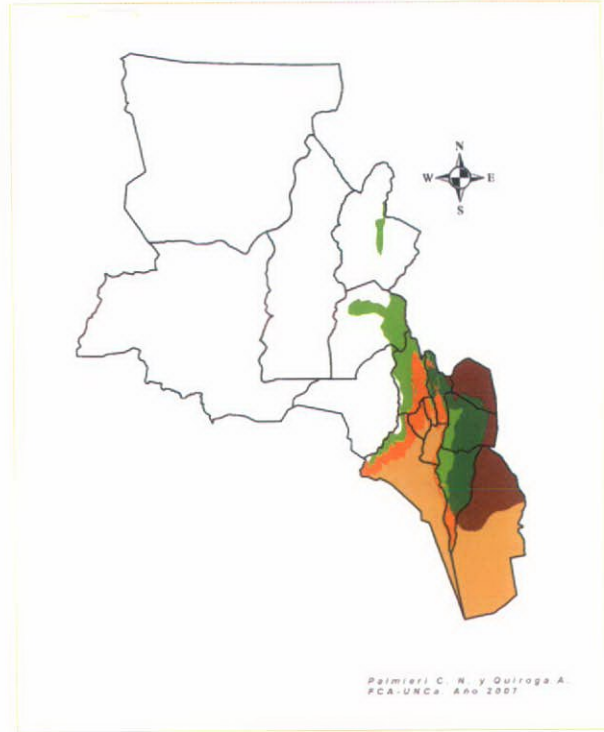 N
W E
S
Palmieri C. N. y Quiroga A.
FCA-UNCa. Año 2007